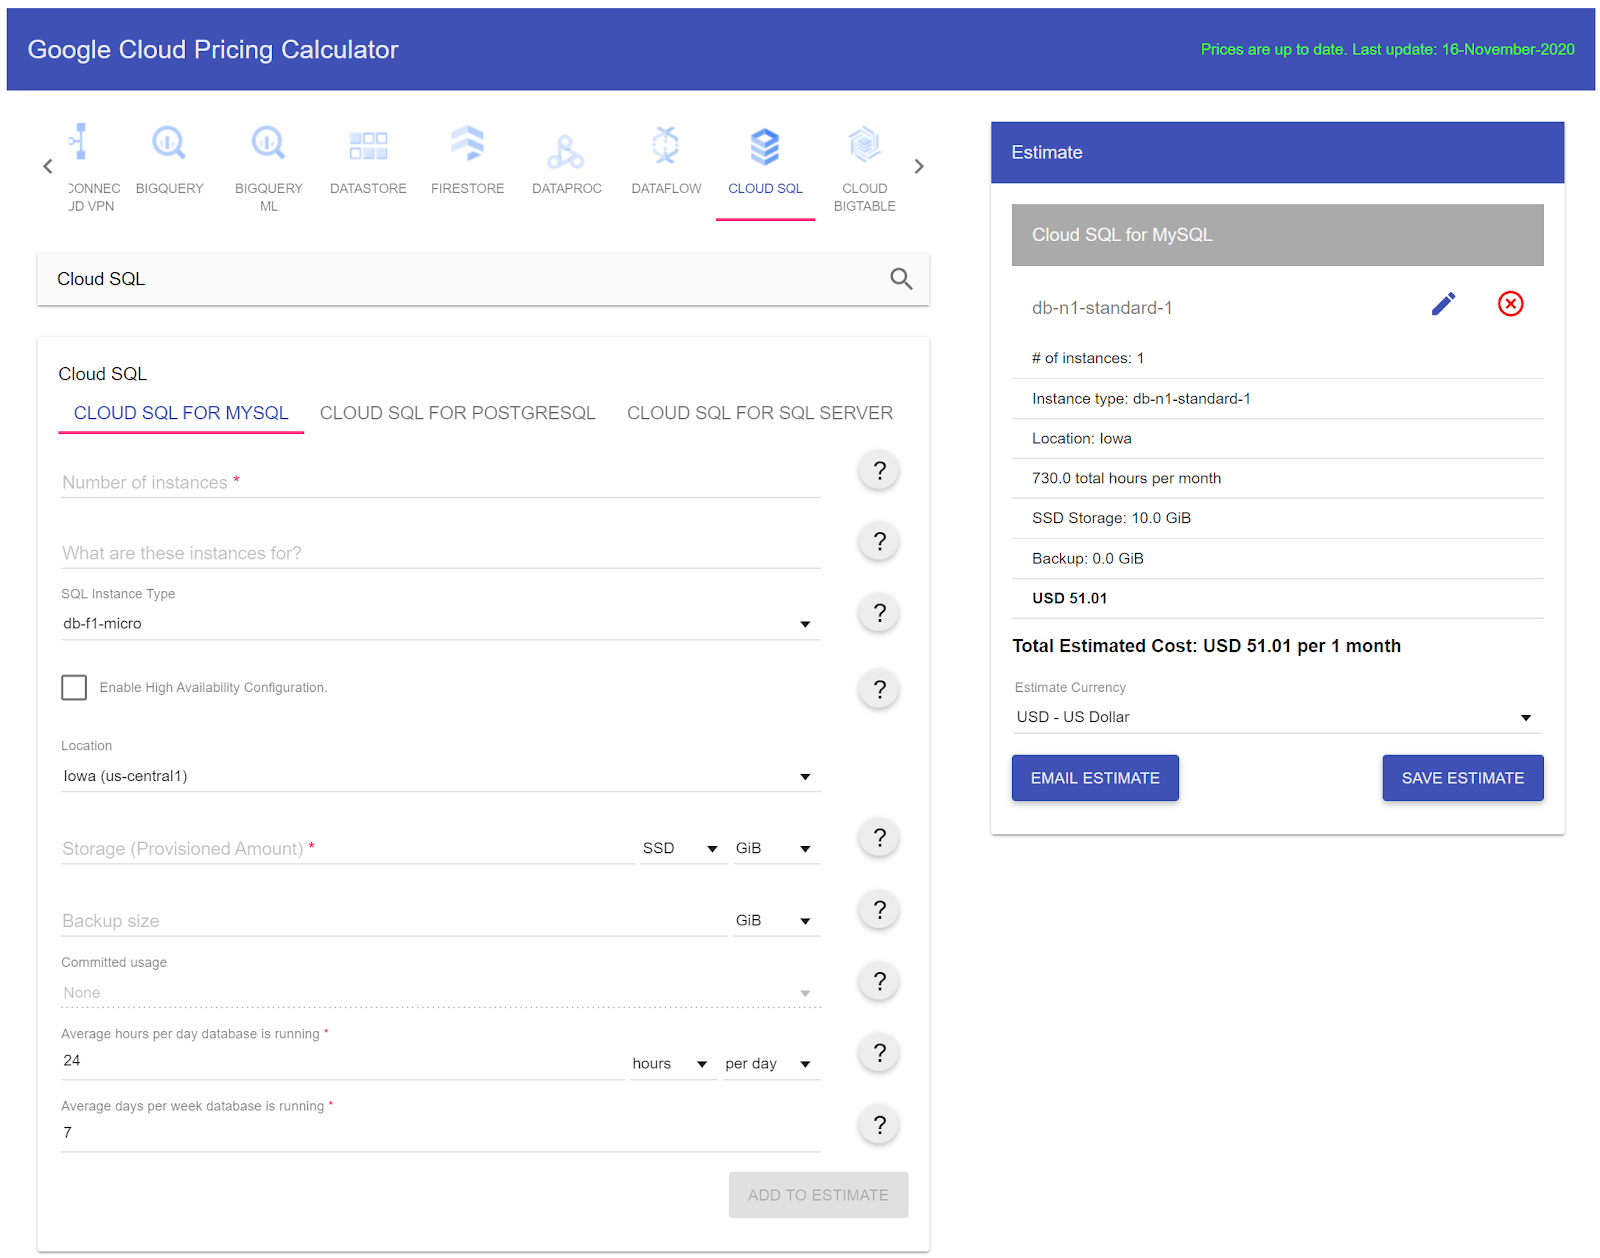 Google Cloud Pricing Calculator
Prices are up to date. Last update: 16-November-2020
CONNEC
UD VPN
BIGQUERY
BIGQUERY
ML
DATASTORE
FIRESTORE
DATAPROC
DATAFLOW
CLOUD SQL
CLOUD
BIGTABLE
Cloud SQL
Cloud SQL
CLOUD SQL FOR MYSQL
CLOUD SQL FOR POSTGRESQL
CLOUD SQL FOR SQL SERVER
Number of instances *
?
What are these instances for?
?
SQL Instance Type
db-f1-micro
?
Enable High Availability Configuration.
?
Location
Iowa (us-central1)
Storage (Provisioned Amount) *
SSD
GiB
?
Backup size
GiB
?
Committed usage
None
?
Average hours per day database is running *
24
hours
per day
?
Average days per week database is running *
7
?
ADD TO ESTIMATE
Estimate
Cloud SQL for MySQL
db-n1-standard-1
# of instances: 1
Instance type: db-n1-standard-1
Location: Iowa
730.0 total hours per month
SSD Storage: 10.0 GiB
Backup: 0.0 GiB
USD 51.01
Total Estimated Cost: USD 51.01 per 1 month
Estimate Currency
USD - US Dollar
EMAIL ESTIMATE
SAVE ESTIMATE